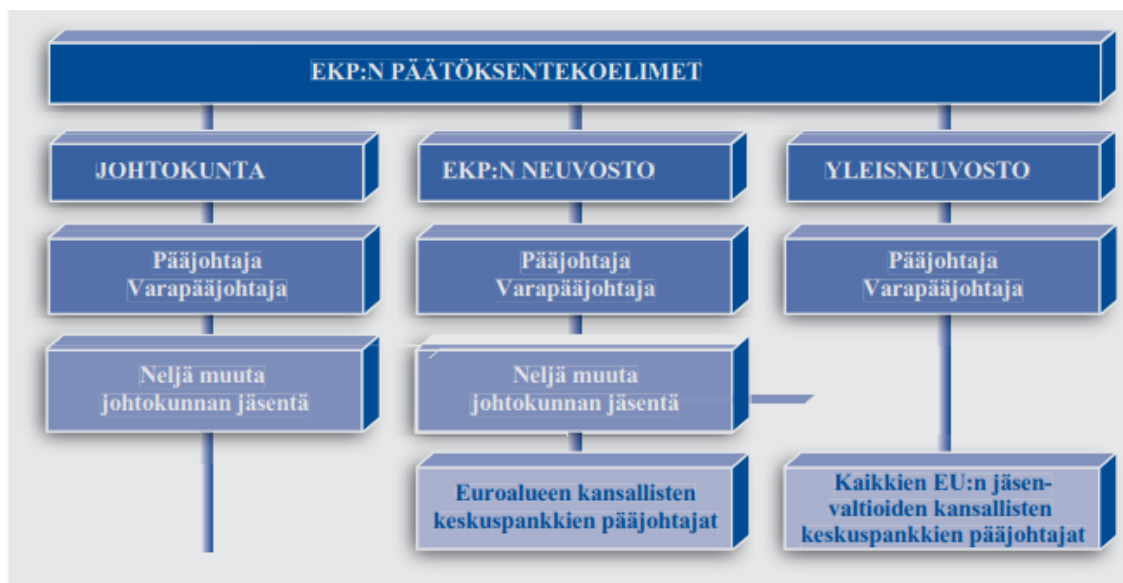 EKP:N PÄÄTÖKSENTEKOELIMET
JOHTOKUNTA
EKP:N NEUVOSTO
YLEISNEUVOSTO
Pääjohtaja
Varapääjohtaja
Pääjohtaja
Varapääjohtaja
Pääjohtaja
Varapääjohtaja
Neljä muuta
johtokunnan jäsentä
Neljä muuta
johtokunnan jäsentä
Euroalueen kansallisten
keskuspankkien pääjohtajat
Kaikkien EU:n jäsen-
valtioiden kansallisten
keskuspankkien pääjohtajat